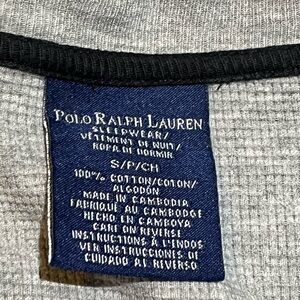 POLO RALPH LAUREN
SLEEPWEAR/
VÊTEMENT DE NUIT/
ROPA DE DORMIR
S/P/CH
100% COTTON/COTON/
ALGODÓN
MADE IN CAMBODIA
FABRIQUÉ AU CAMBODGE
HECHO EN CAMBOYA
CARE ON REVERSE
INSTRUCTIONS À L'ENDOS
VER INSTRUCCIONES DE
CUIDADO AL REVERSO